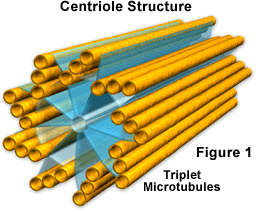 Centriole Structure
Figure 1
Triplet
Microtubules